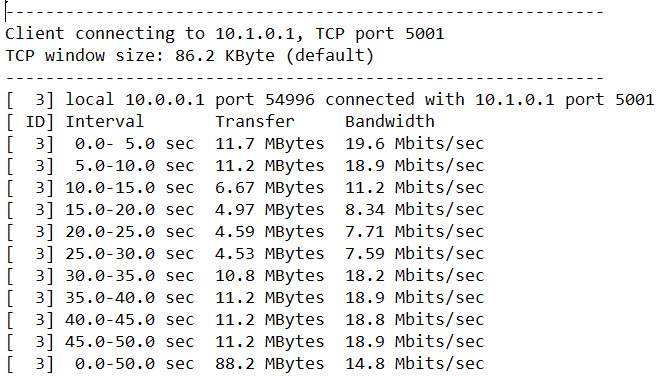 ------------------------------------------------------------
Client connecting to 10.1.0.1, TCP port 5001
TCP window size: 86.2 KByte (default)
------------------------------------------------------------
[  3] local 10.0.0.1 port 54996 connected with 10.1.0.1 port 5001
[ ID] Interval       Transfer     Bandwidth
[  3]  0.0- 5.0 sec  11.7 MBytes  19.6 Mbits/sec
[  3]  5.0-10.0 sec  11.2 MBytes  18.9 Mbits/sec
[  3] 10.0-15.0 sec  6.67 MBytes  11.2 Mbits/sec
[  3] 15.0-20.0 sec  4.97 MBytes  8.34 Mbits/sec
[  3] 20.0-25.0 sec  4.59 MBytes  7.71 Mbits/sec
[  3] 25.0-30.0 sec  4.53 MBytes  7.59 Mbits/sec
[  3] 30.0-35.0 sec  10.8 MBytes  18.2 Mbits/sec
[  3] 35.0-40.0 sec  11.2 MBytes  18.9 Mbits/sec
[  3] 40.0-45.0 sec  11.2 MBytes  18.8 Mbits/sec
[  3] 45.0-50.0 sec  11.2 MBytes  18.9 Mbits/sec
[  3]  0.0-50.0 sec  88.2 MBytes  14.8 Mbits/sec